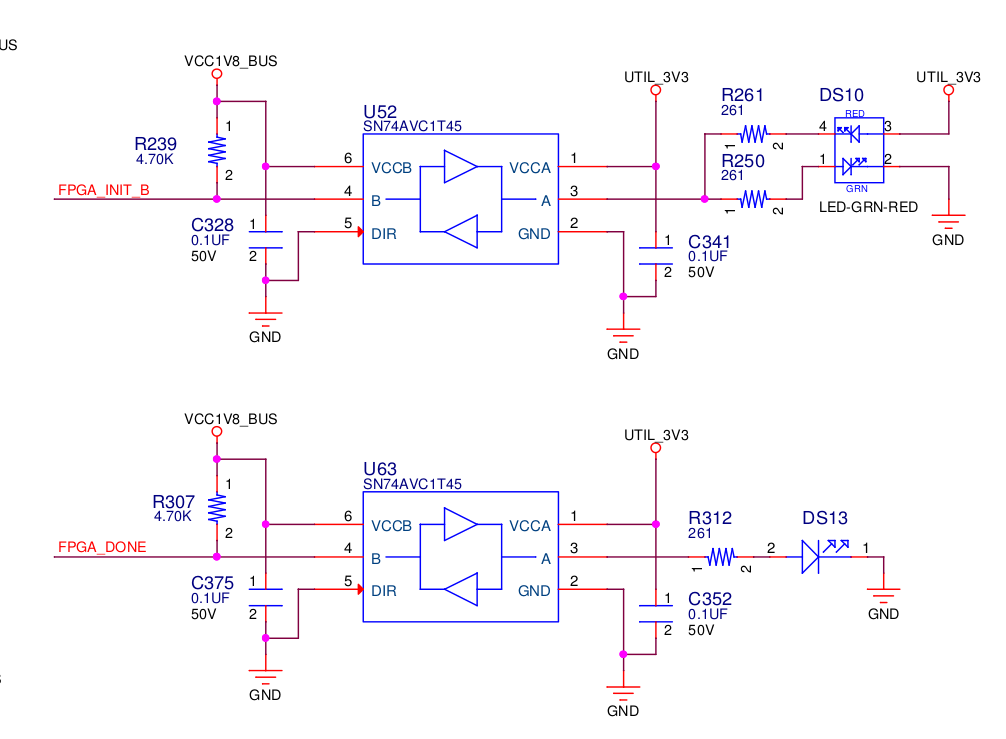 US
VCC1V8_BUS
UTIL_3V3
UTIL_3V3
R261
261
DS10
U52
SN74AVC1T45
RED
1
R239
4.70K
2
4
3
1
2
6
VCCB
VCCA
1
R250
261
1
2
FPGA_INIT_B
4
B
A
3
GRN
1
2
LED-GRN-RED
C328
0.1UF
50V
1
2
5
DIR
GND
2
C341
0.1UF
50V
1
2
GND
GND
GND
VCC1V8_BUS
UTIL_3V3
U63
SN74AVC1T45
1
R307
4.70K
2
6
VCCB
VCCA
1
R312
261
DS13
FPGA_DONE
4
B
A
3
1
2
2
1
C375
0.1UF
50V
1
2
5
DIR
GND
2
C352
0.1UF
50V
1
2
GND
GND
GND